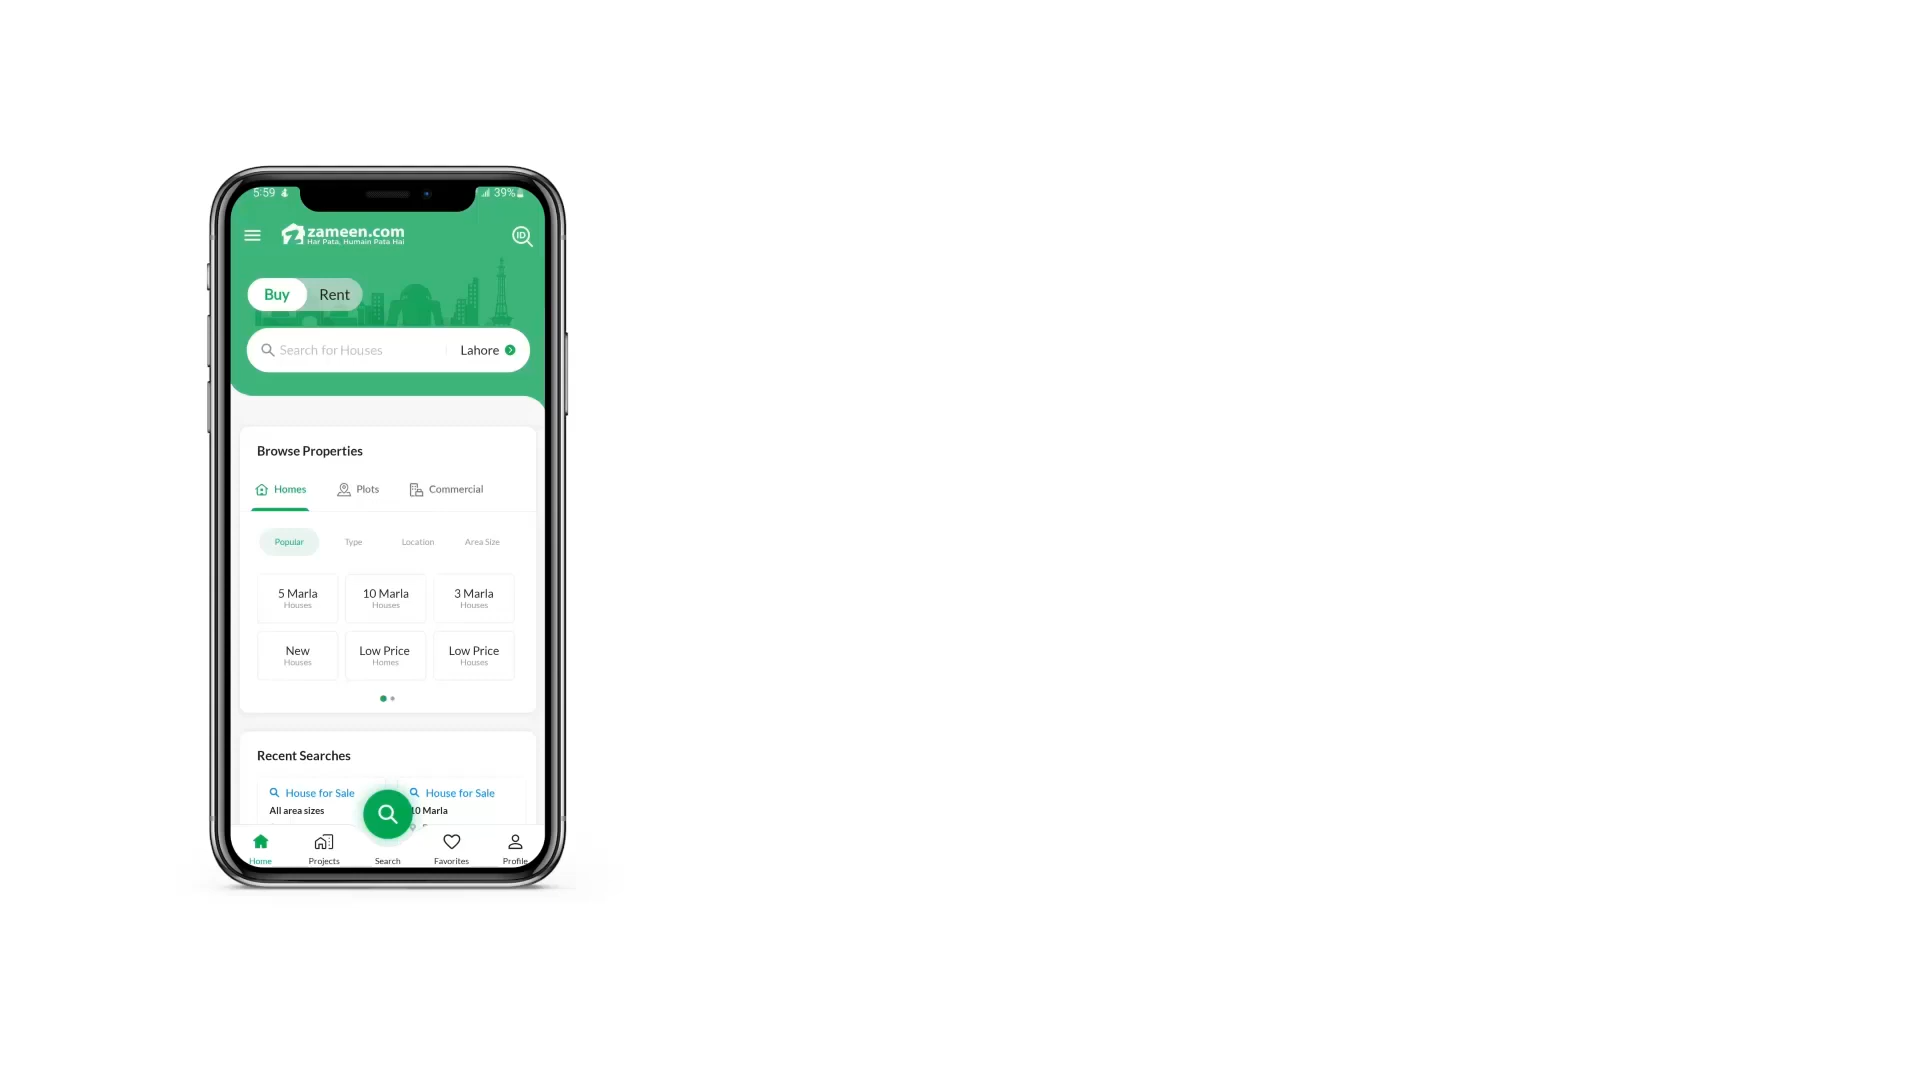 5:59
39%
zameen.com
Har Pata, Humain Pata Hai
ID
Buy Rent
Search for Houses Lahore
Browse Properties
Homes Plots Commercial
Popular Type Location Area Size
5 Marla 10 Marla 3 Marla
Houses Houses Houses
New Low Price Low Price
Houses Homes Houses
Recent Searches
House for Sale House for Sale
All area sizes 10 Marla
Home Projects Search Favorites Profile